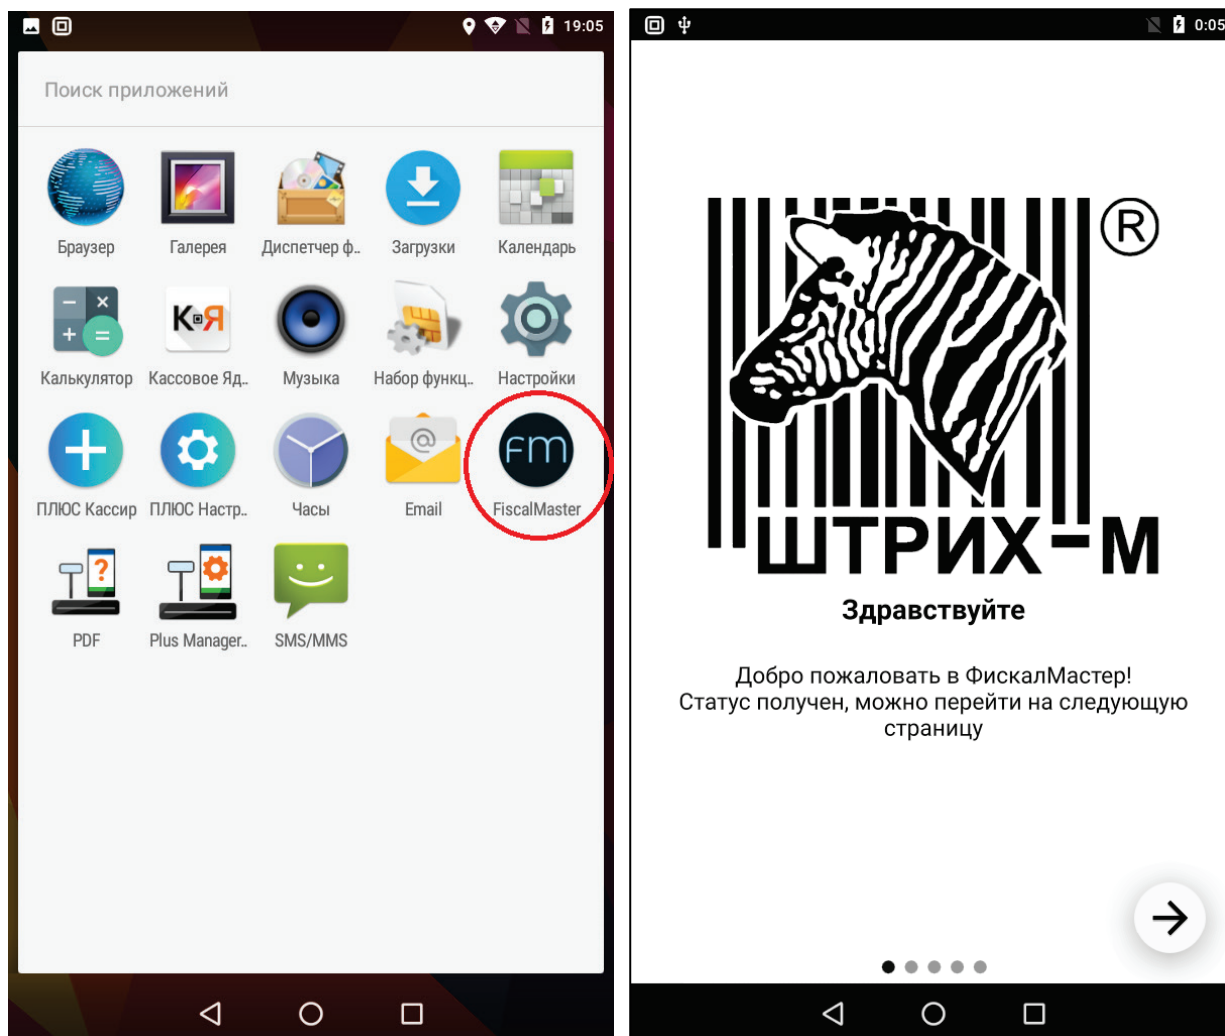 19:05
Поиск приложений
Браузер
Галерея
Диспетчер ф..
Загрузки
Календарь
К Я
Калькулятор
Кассовое Яд..
Музыка
Набор функц..
Настройки
@
fm
ПЛЮС Кассир
ПЛЮС Настр..
Часы
Email
FiscalMaster
?
PDF
Plus Manager..
SMS/MMS
0:05
®
ШТРИХ-М
Здравствуйте
Добро пожаловать в ФискалМастер!
Статус получен, можно перейти на следующую
страницу